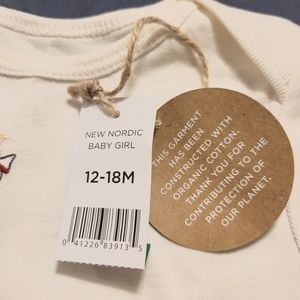 NEW NORDIC
BABY GIRL
12-18M
0 41226 83913 5
THIS GARMENT
HAS BEEN
CONSTRUCTED WITH
ORGANIC COTTON.
THANK YOU FOR
CONTRIBUTING TO THE
PROTECTION OF
OUR PLANET.